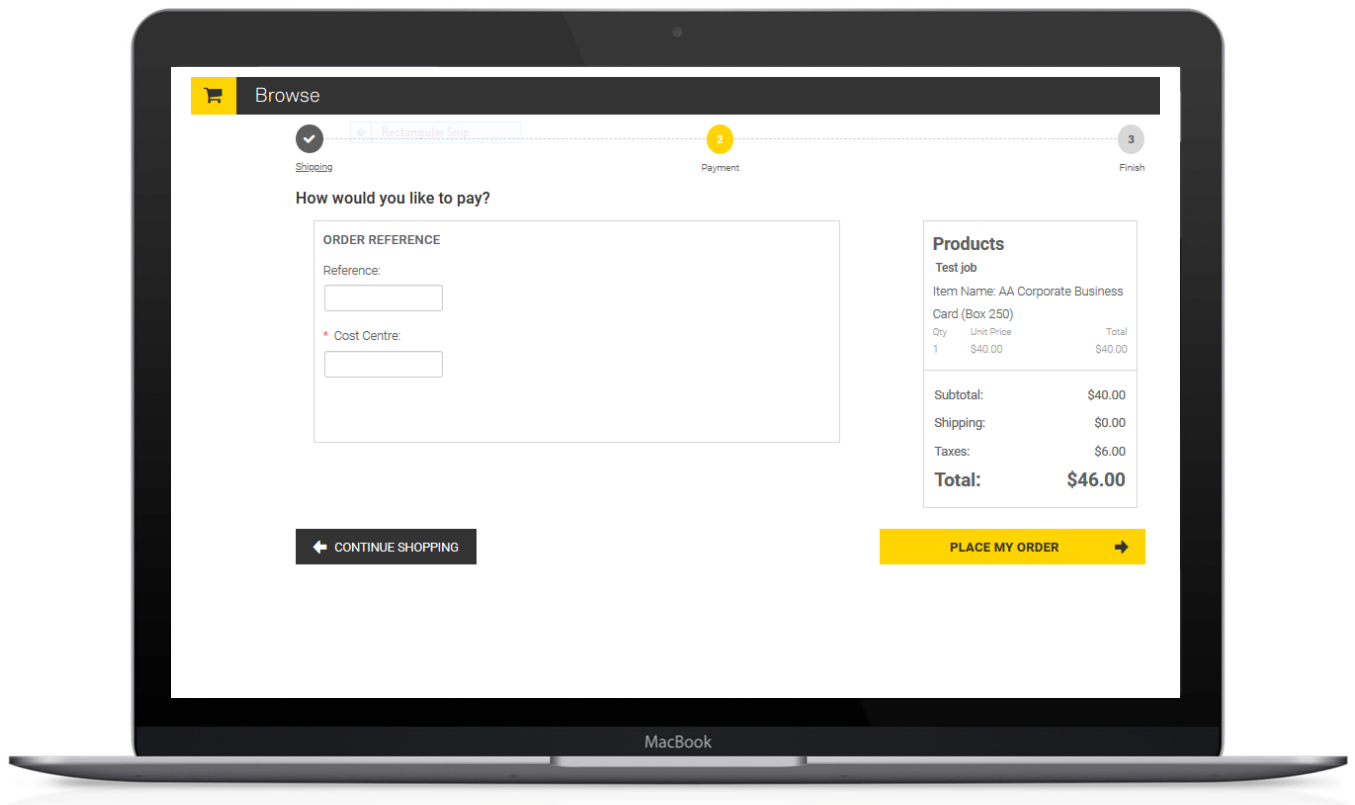 Browse
Rectangular Snip
2
3
Shipping
Payment
Finish
How would you like to pay?
ORDER REFERENCE
Reference:
* Cost Centre:
Products
Test job
Item Name: AA Corporate Business
Card (Box 250)
Qty Unit Price Total
1 $40.00 $40.00
Subtotal: $40.00
Shipping: $0.00
Taxes: $6.00
Total: $46.00
CONTINUE SHOPPING
PLACE MY ORDER
MacBook